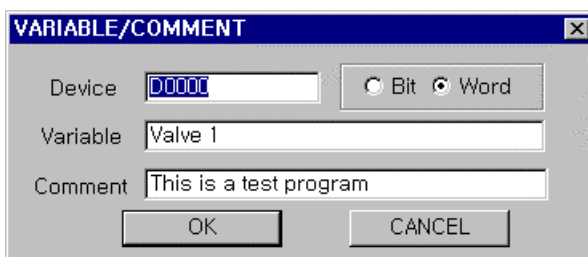 VARIABLE/COMMENT
Device D0000 Bit Word
Variable Valve 1
Comment This is a test program
OK CANCEL